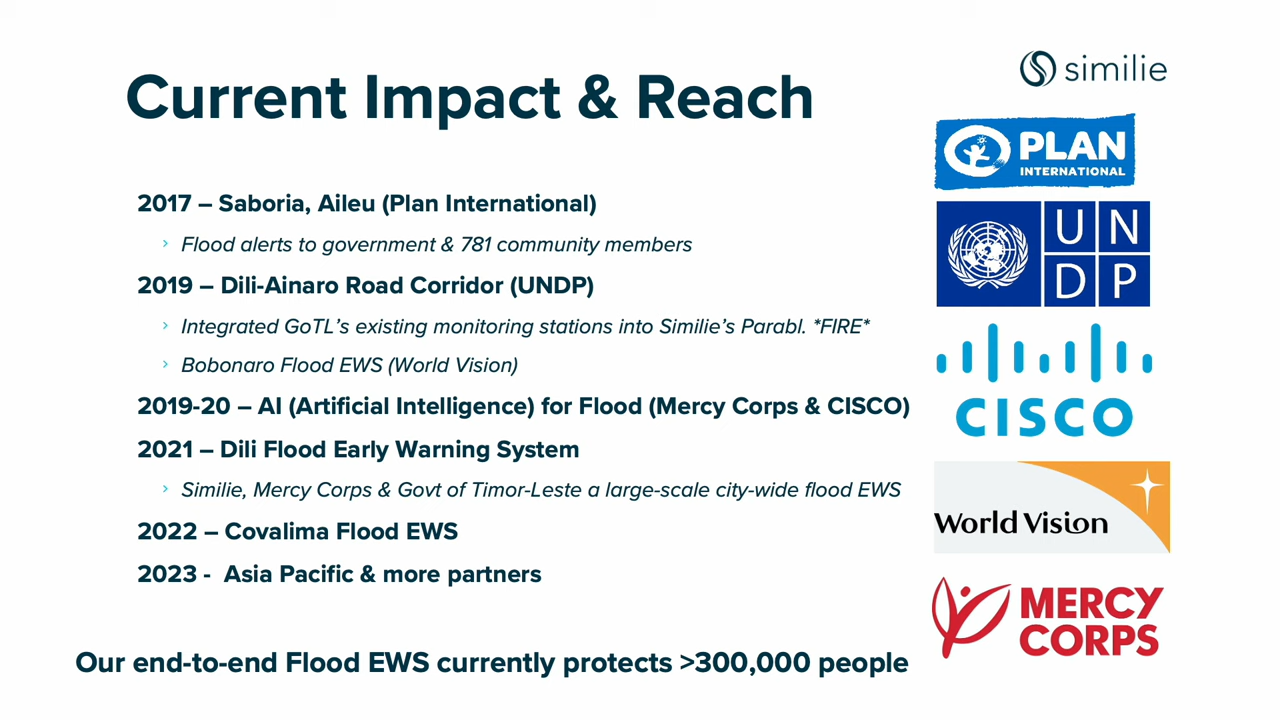 similie
Current Impact & Reach
PLAN
INTERNATIONAL
2017 – Saboria, Aileu (Plan International)
› Flood alerts to government & 781 community members
U N
D P
2019 – Dili-Ainaro Road Corridor (UNDP)
› Integrated GoTL's existing monitoring stations into Similie's Parabl. *FIRE*
› Bobonaro Flood EWS (World Vision)
2019-20 – AI (Artificial Intelligence) for Flood (Mercy Corps & CISCO)
CISCO
2021 – Dili Flood Early Warning System
› Similie, Mercy Corps & Govt of Timor-Leste a large-scale city-wide flood EWS
World Vision
2022 – Covalima Flood EWS
2023 - Asia Pacific & more partners
MERCY
CORPS
Our end-to-end Flood EWS currently protects >300,000 people